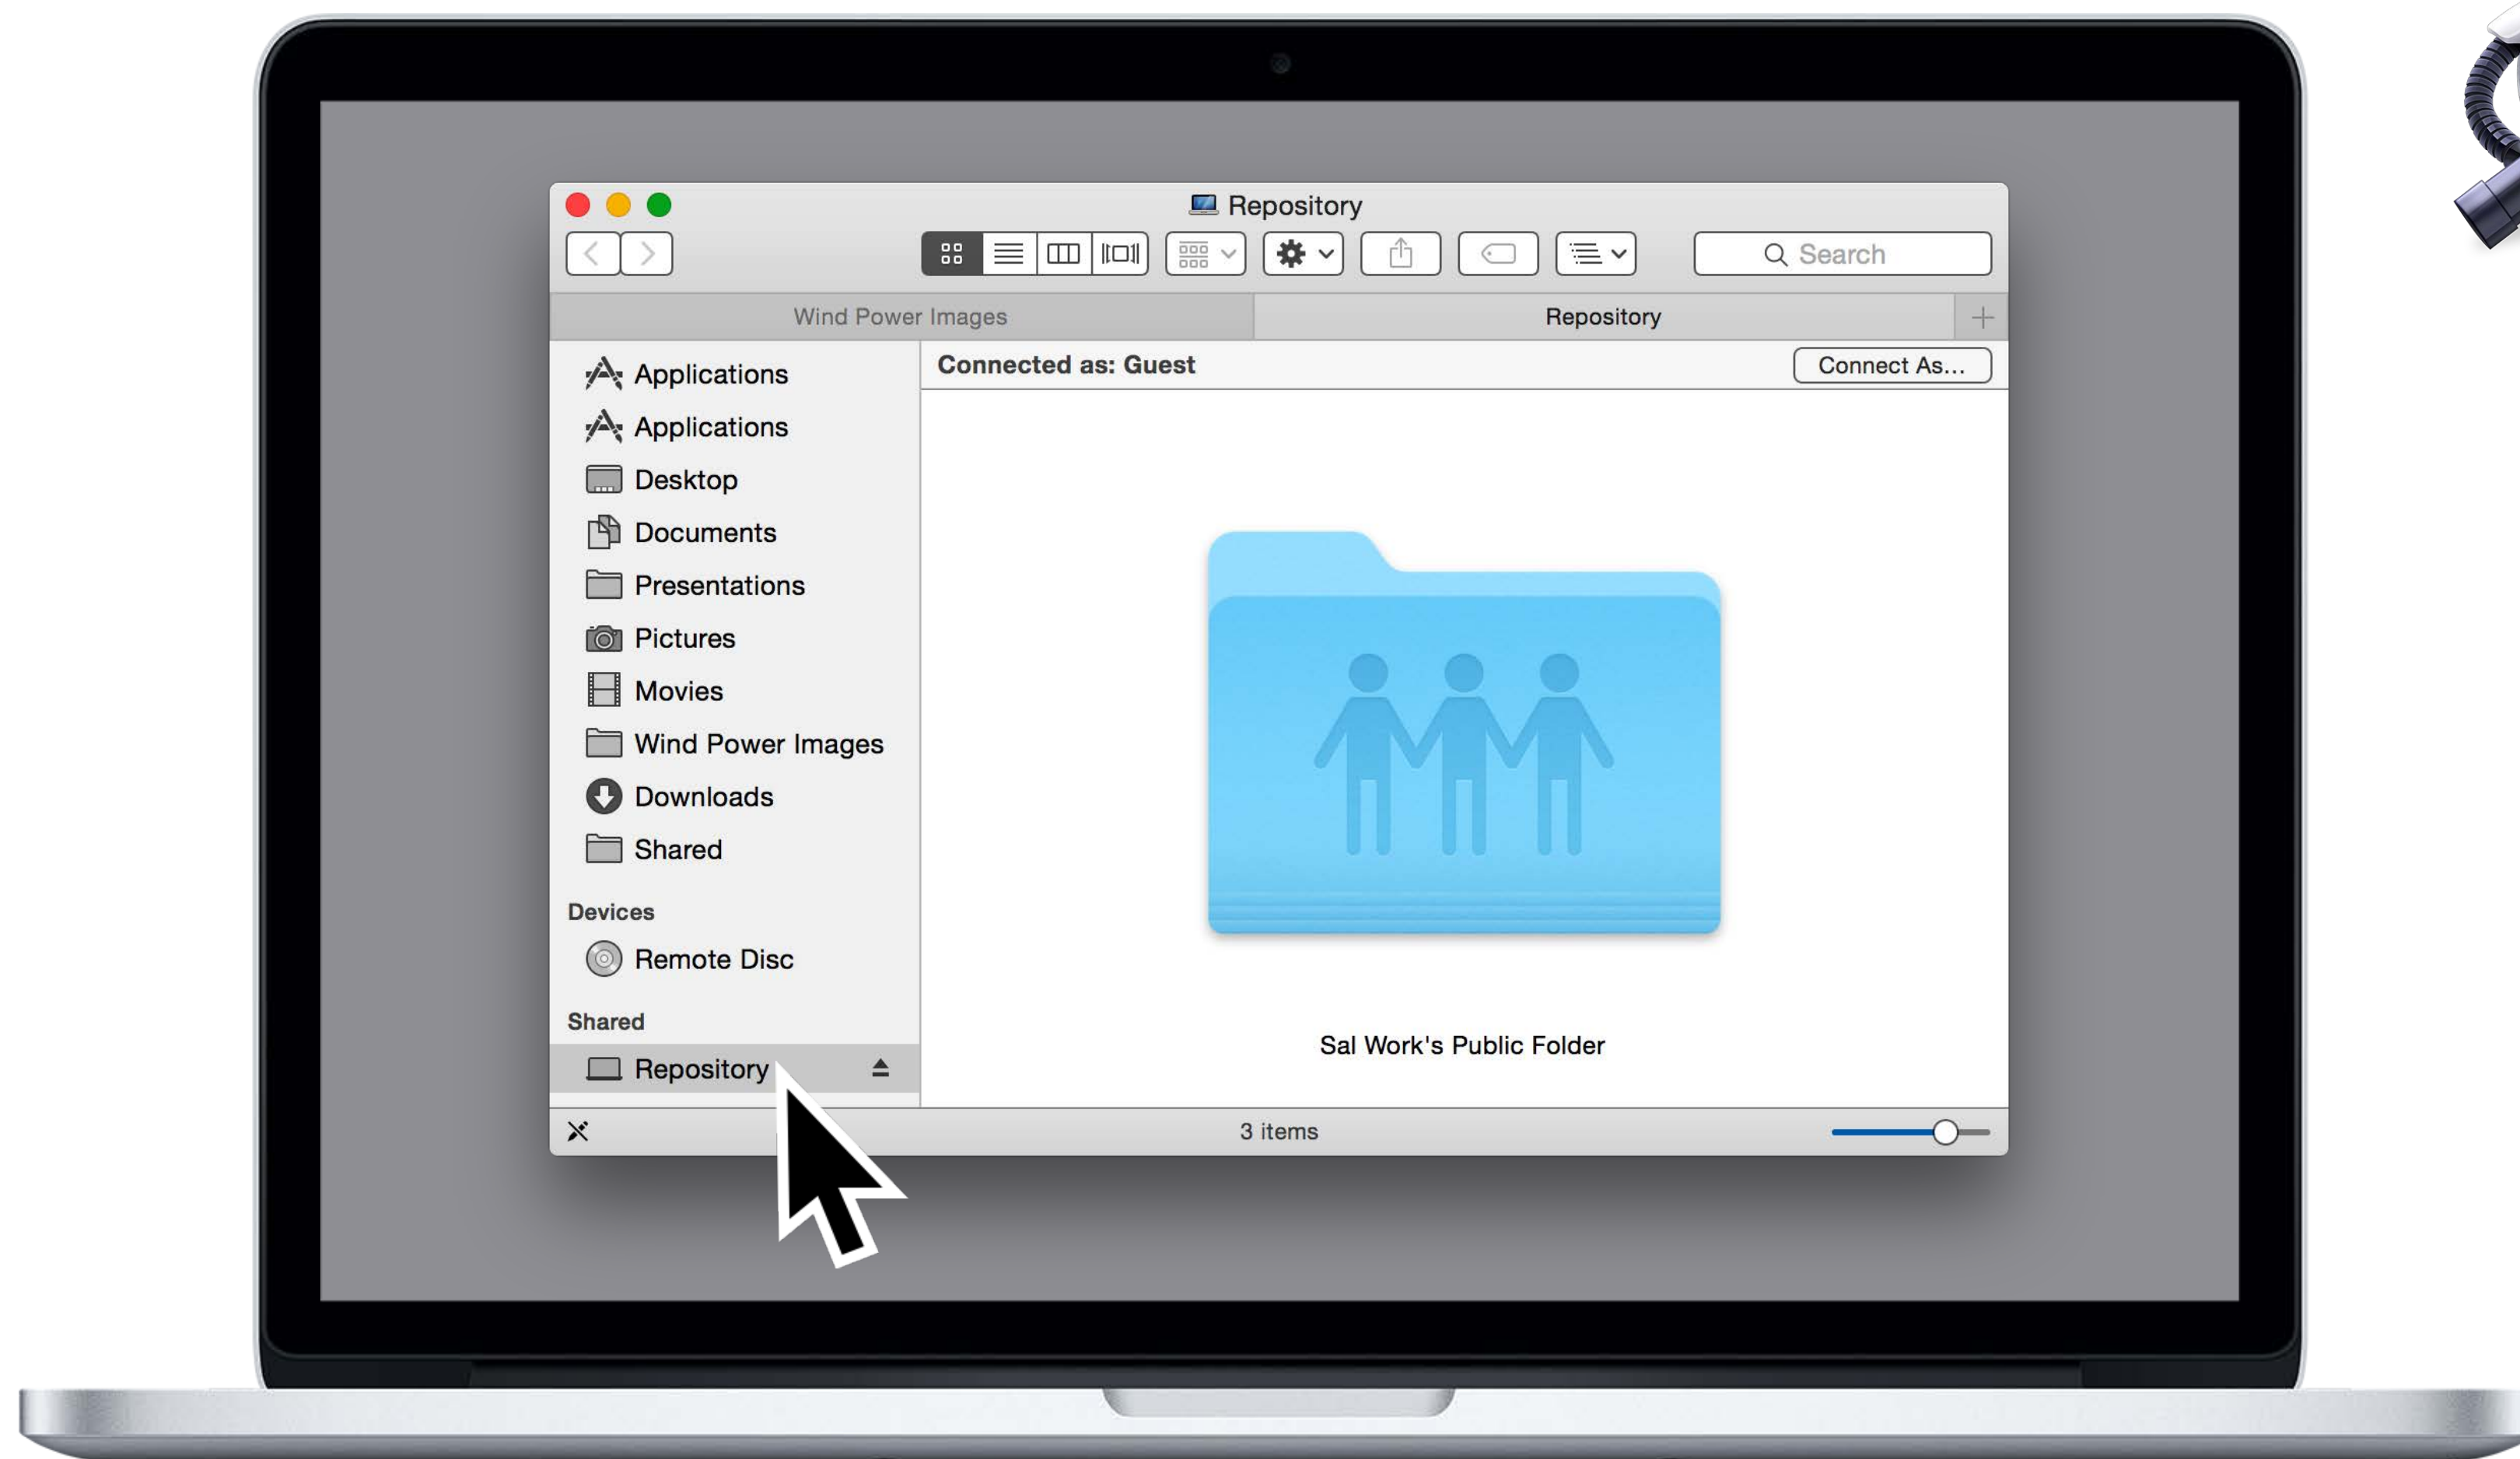 Repository
Search
Wind Power Images
Repository
Connected as: Guest
Connect As...
Applications
Applications
Desktop
Documents
Presentations
Pictures
Movies
Wind Power Images
Downloads
Shared
Devices
Remote Disc
Shared
Repository
Sal Work's Public Folder
3 items